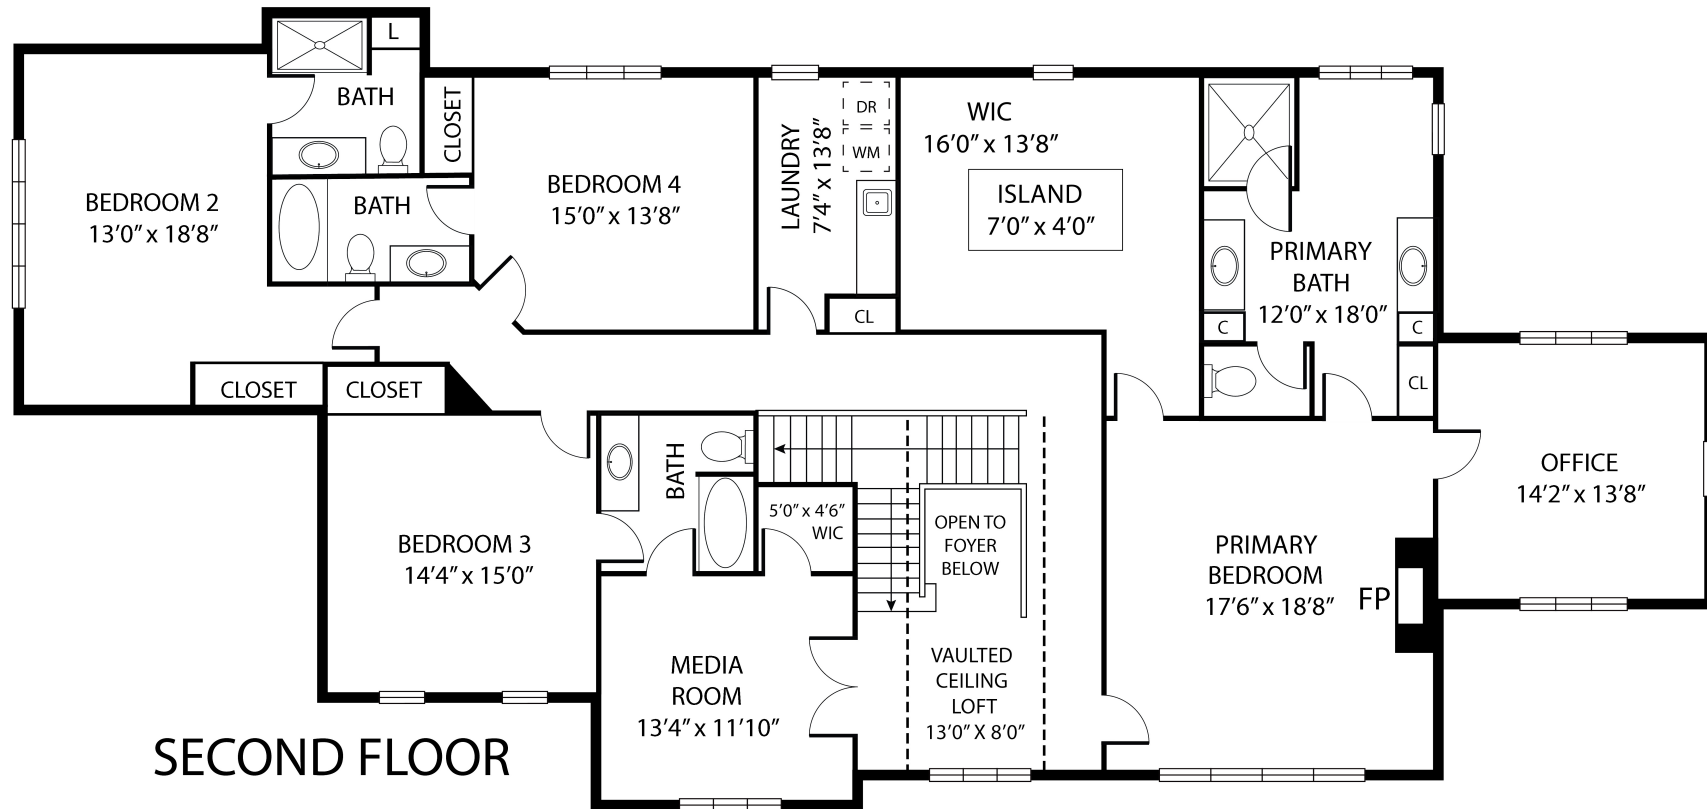 L
BATH
CLOSET
BEDROOM 2
13’0” x 18’8”
BATH
BEDROOM 4
15’0” x 13’8”
LAUNDRY
7’4” x 13’8”
DR
WM
CL
WIC
16’0” x 13’8”
ISLAND
7’0” x 4’0”
PRIMARY
BATH
12’0” x 18’0”
C
C
CL
CLOSET
CLOSET
BATH
BEDROOM 3
14’4” x 15’0”
5’0” x 4’6”
WIC
OPEN TO
FOYER
BELOW
MEDIA
ROOM
13’4” x 11’10”
VAULTED
CEILING
LOFT
13’0” X 8’0”
PRIMARY
BEDROOM
17’6” x 18’8”
FP
OFFICE
14’2” x 13’8”
SECOND FLOOR